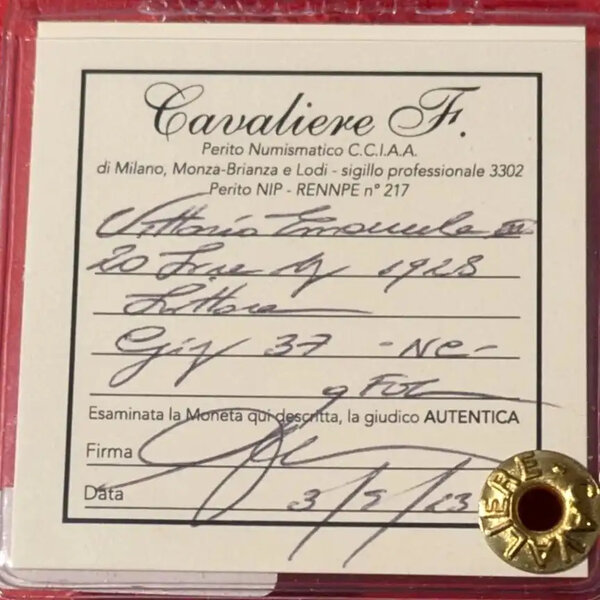 Cavaliere F.
Perito Numismatico C.C.I.A.A.
di Milano, Monza-Brianza e Lodi - sigillo professionale 3302
Perito NIP - RENNPE n° 217
Vittorio Emanuele III
20 Lire Ag 1928
Littore
Gig 37 - NC -
q FDC
Esaminata la Moneta qui descritta, la giudico AUTENTICA
Firma
Data 3/5/23
CAVALIERE